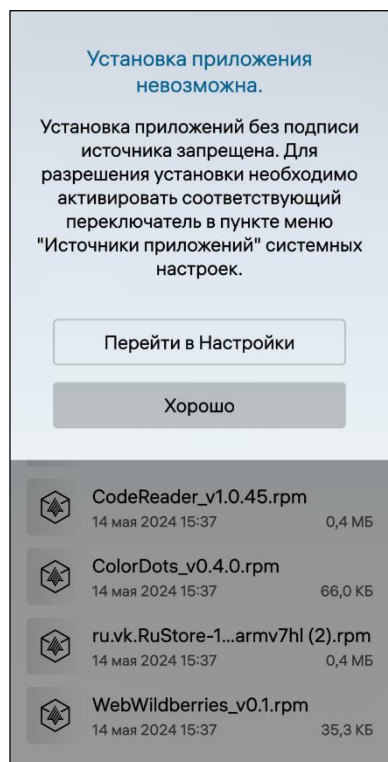 Установка приложения
невозможна.
Установка приложений без подписи
источника запрещена. Для
разрешения установки необходимо
активировать соответствующий
переключатель в пункте меню
"Источники приложений" системных
настроек.
Перейти в Настройки
Хорошо
CodeReader_v1.0.45.rpm
14 мая 2024 15:37 0,4 МБ
ColorDots_v0.4.0.rpm
14 мая 2024 15:37 66,0 КБ
ru.vk.RuStore-1...armv7hl (2).rpm
14 мая 2024 15:37 0,4 МБ
WebWildberries_v0.1.rpm
14 мая 2024 15:37 35,3 КБ